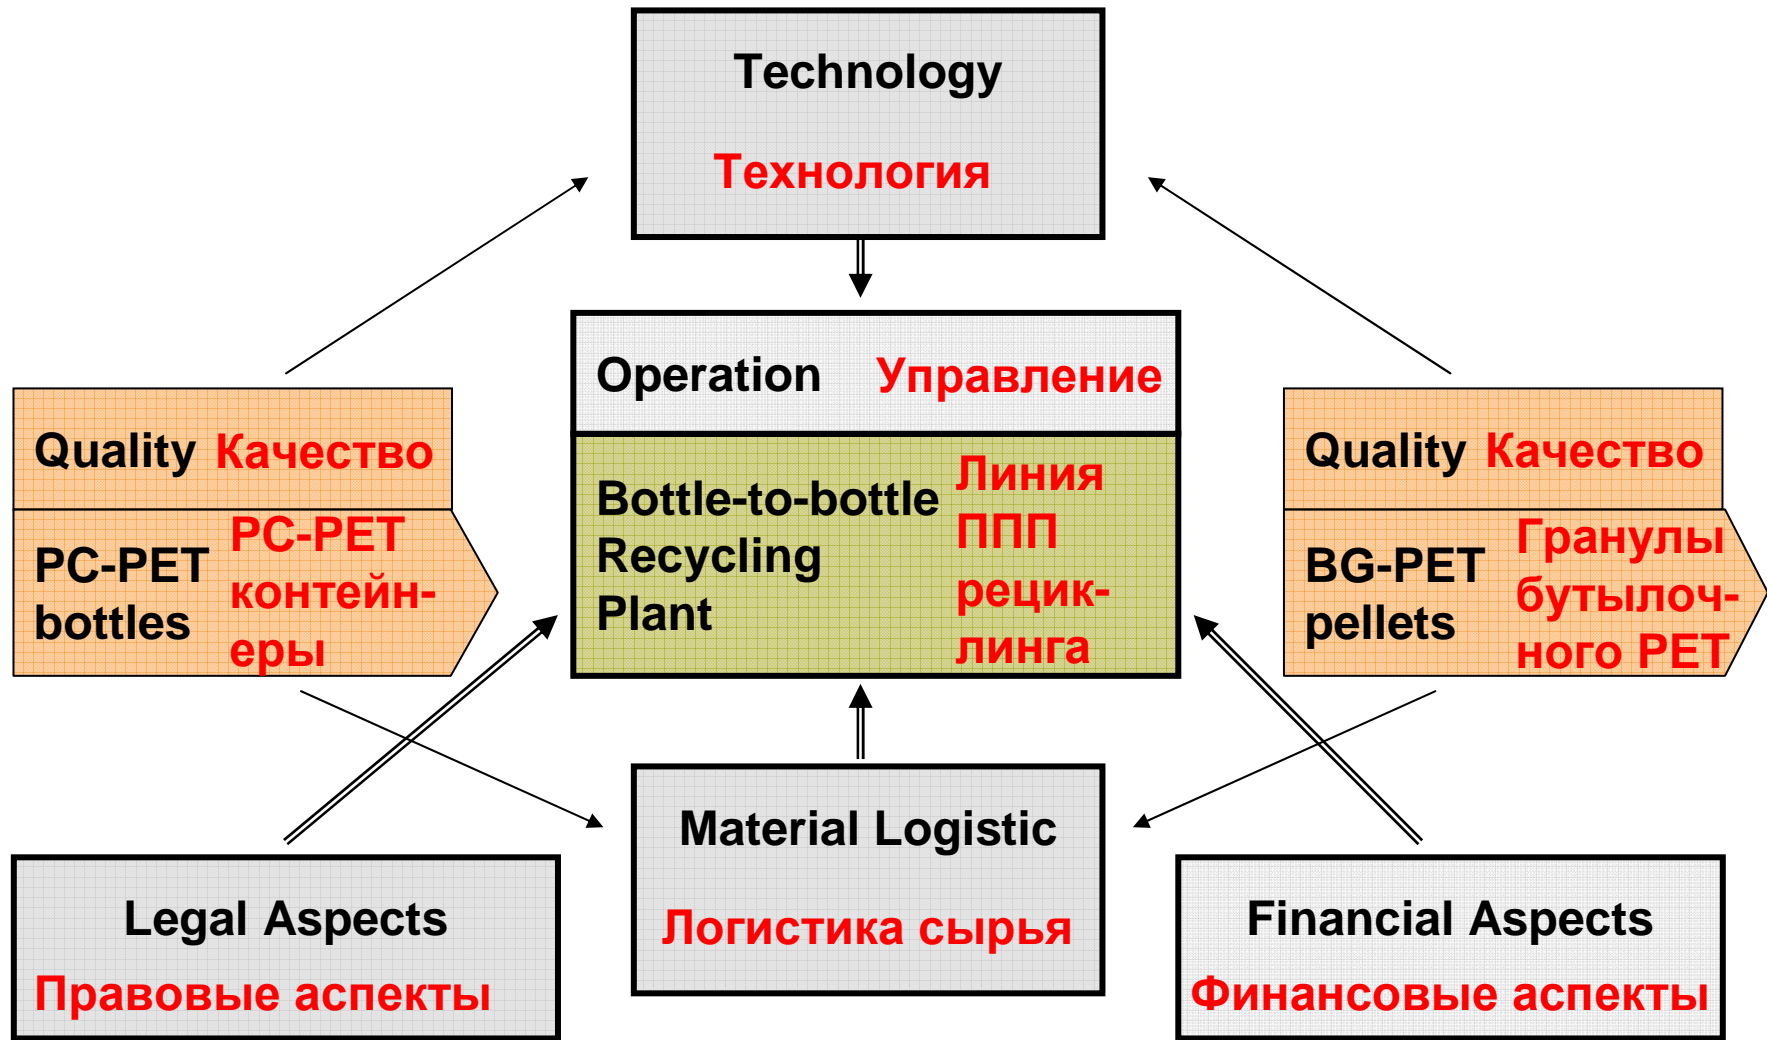 Technology
Технология
Operation Управление
Quality Качество
PC-PET
bottles
PC-PET
контейн-
еры
Bottle-to-bottle
Recycling
Plant
Линия
ППП
рецик-
линга
Quality Качество
BG-PET
pellets
Гранулы
бутылоч-
ного PET
Material Logistic
Логистика сырья
Legal Aspects
Правовые аспекты
Financial Aspects
Финансовые аспекты